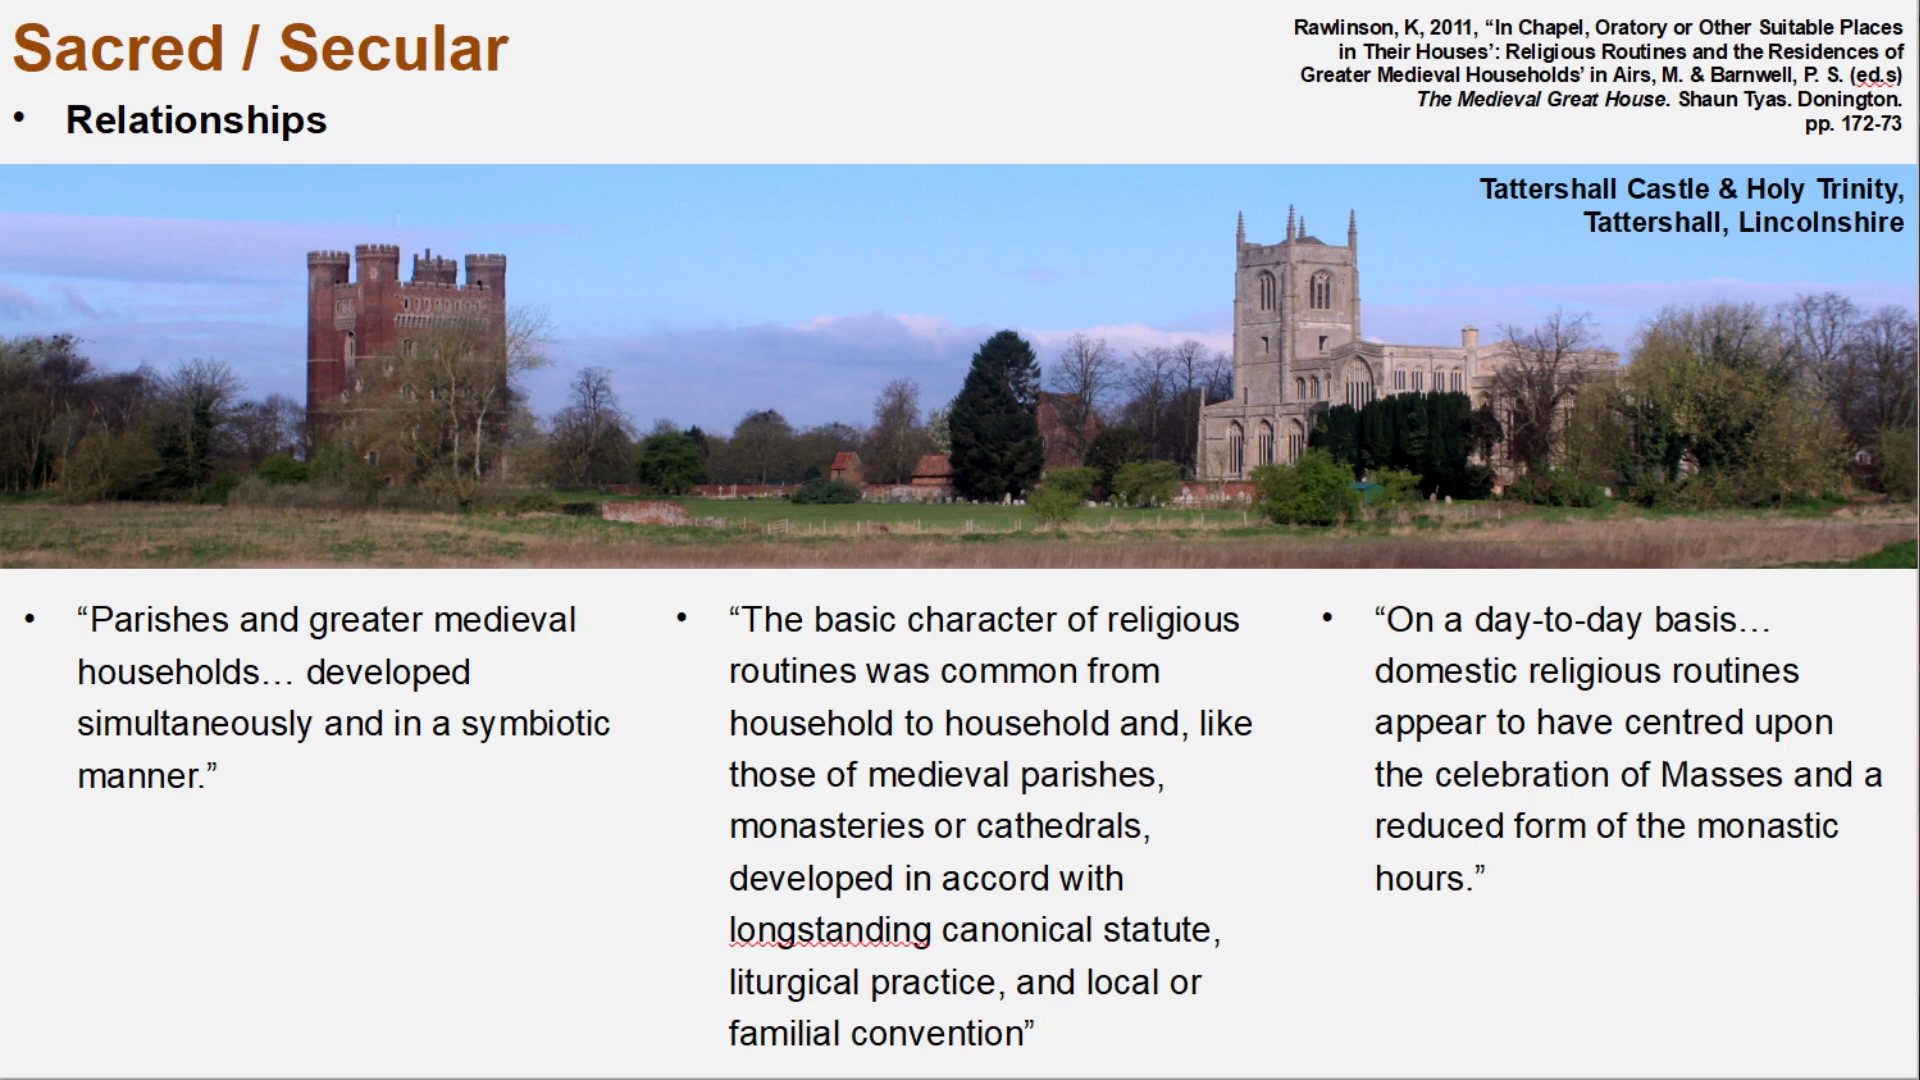 Sacred / Secular
• Relationships
Rawlinson, K, 2011, “In Chapel, Oratory or Other Suitable Places
in Their Houses’: Religious Routines and the Residences of
Greater Medieval Households’ in Airs, M. & Barnwell, P. S. (ed.s)
The Medieval Great House. Shaun Tyas. Donington.
pp. 172-73
Tattershall Castle & Holy Trinity,
Tattershall, Lincolnshire
• “Parishes and greater medieval
households… developed
simultaneously and in a symbiotic
manner.”
• “The basic character of religious
routines was common from
household to household and, like
those of medieval parishes,
monasteries or cathedrals,
developed in accord with
longstanding canonical statute,
liturgical practice, and local or
familial convention”
• “On a day-to-day basis…
domestic religious routines
appear to have centred upon
the celebration of Masses and a
reduced form of the monastic
hours.”